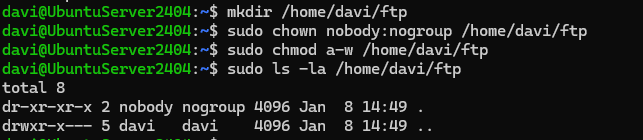 davi@UbuntuServer2404:~$ mkdir /home/davi/ftp
davi@UbuntuServer2404:~$ sudo chown nobody:nogroup /home/davi/ftp
davi@UbuntuServer2404:~$ sudo chmod a-w /home/davi/ftp
davi@UbuntuServer2404:~$ sudo ls -la /home/davi/ftp
total 8
dr-xr-xr-x 2 nobody nogroup 4096 Jan  8 14:49 .
drwxr-x--- 5 davi   davi    4096 Jan  8 14:49 ..